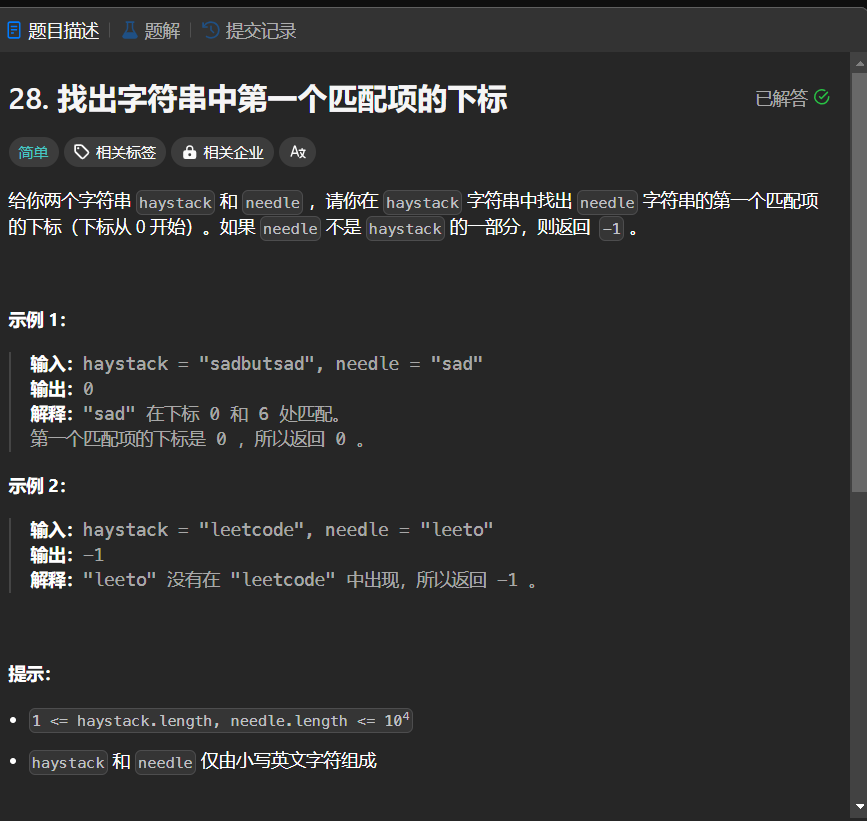 题目描述 题解 提交记录
28. 找出字符串中第一个匹配项的下标 已解答
简单 相关标签 相关企业 Az
给你两个字符串 haystack 和 needle ，请你在 haystack 字符串中找出 needle 字符串的第一个匹配项
的下标（下标从 0 开始）。如果 needle 不是 haystack 的一部分，则返回 -1 。
示例 1：
输入：haystack = "sadbutsad", needle = "sad"
输出：0
解释："sad" 在下标 0 和 6 处匹配。
第一个匹配项的下标是 0 ，所以返回 0 。
示例 2：
输入：haystack = "leetcode", needle = "leeto"
输出：-1
解释："leeto" 没有在 "leetcode" 中出现，所以返回 -1 。
提示：
• 1 <= haystack.length, needle.length <= 10⁴
• haystack 和 needle 仅由小写英文字符组成